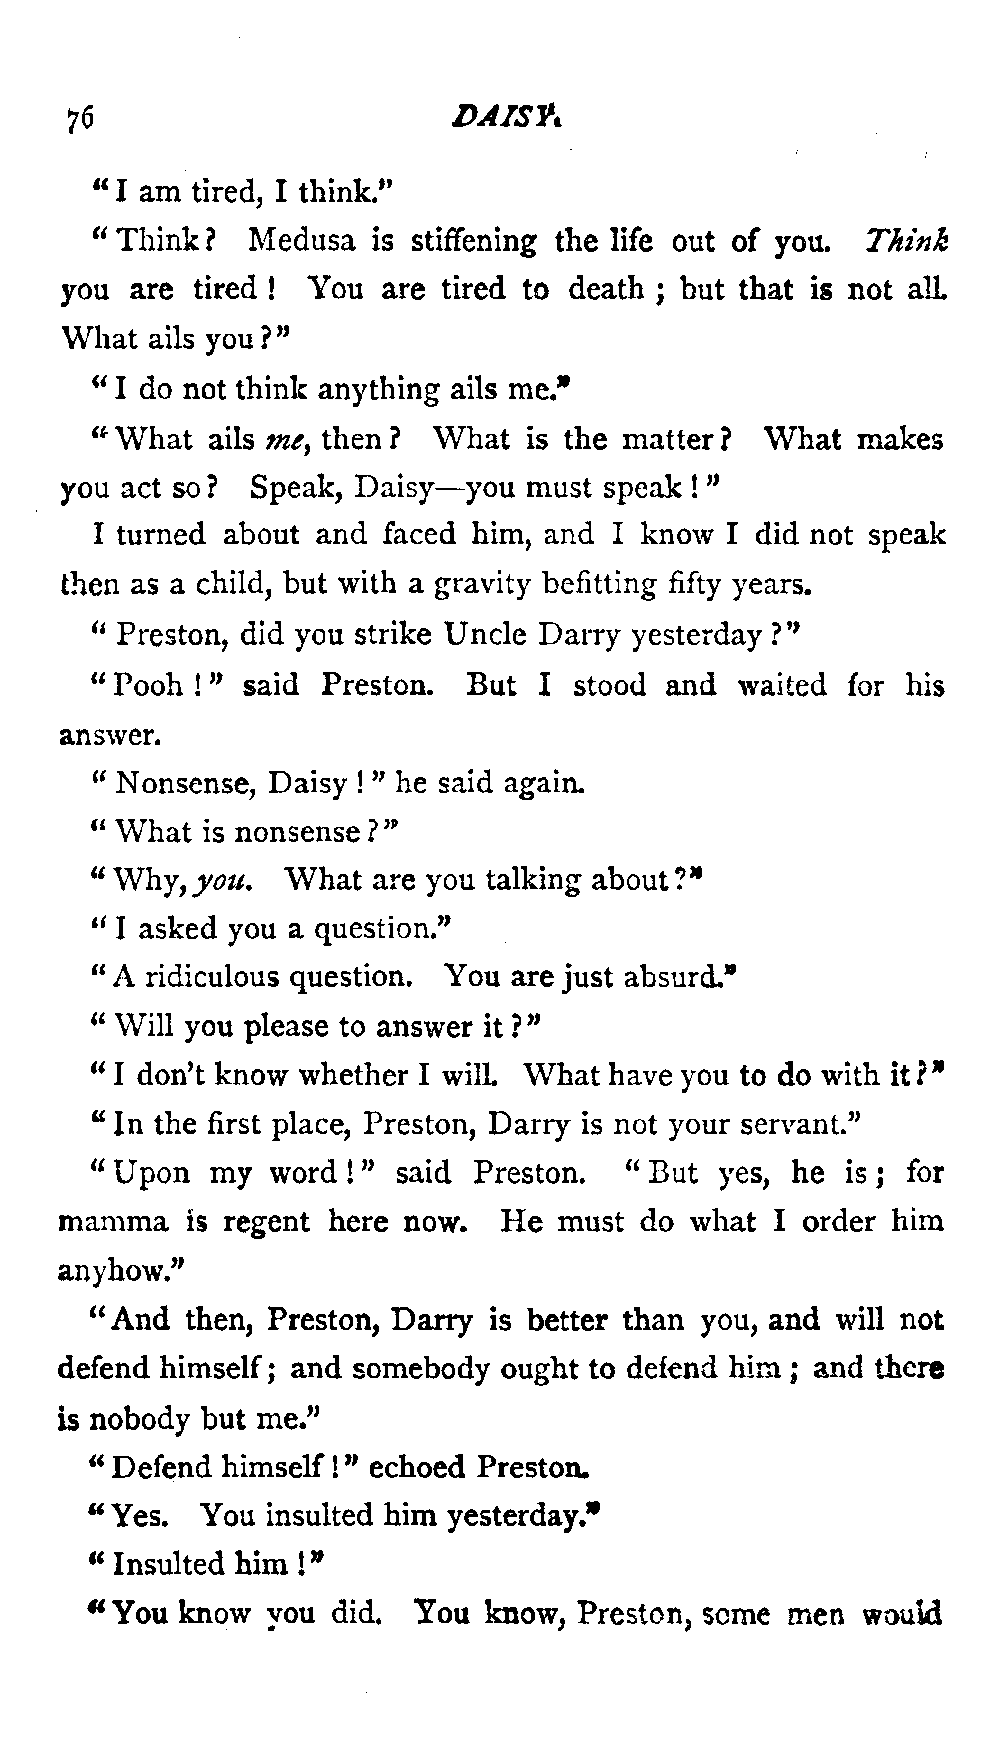 76 DAISY.
"I am tired, I think."
"Think? Medusa is stiffening the life out of you. Think
you are tired! You are tired to death; but that is not all.
What ails you?"
"I do not think anything ails me."
"What ails me, then? What is the matter? What makes
you act so? Speak, Daisy—you must speak!"
I turned about and faced him, and I know I did not speak
then as a child, but with a gravity befitting fifty years.
"Preston, did you strike Uncle Darry yesterday?"
"Pooh!" said Preston. But I stood and waited for his
answer.
"Nonsense, Daisy!" he said again.
"What is nonsense?"
"Why, you. What are you talking about?"
"I asked you a question."
"A ridiculous question. You are just absurd."
"Will you please to answer it?"
"I don't know whether I will. What have you to do with it?"
"In the first place, Preston, Darry is not your servant."
"Upon my word!" said Preston. "But yes, he is; for
mamma is regent here now. He must do what I order him
anyhow."
"And then, Preston, Darry is better than you, and will not
defend himself; and somebody ought to defend him; and there
is nobody but me."
"Defend himself!" echoed Preston.
"Yes. You insulted him yesterday."
"Insulted him!"
"You know you did. You know, Preston, some men would